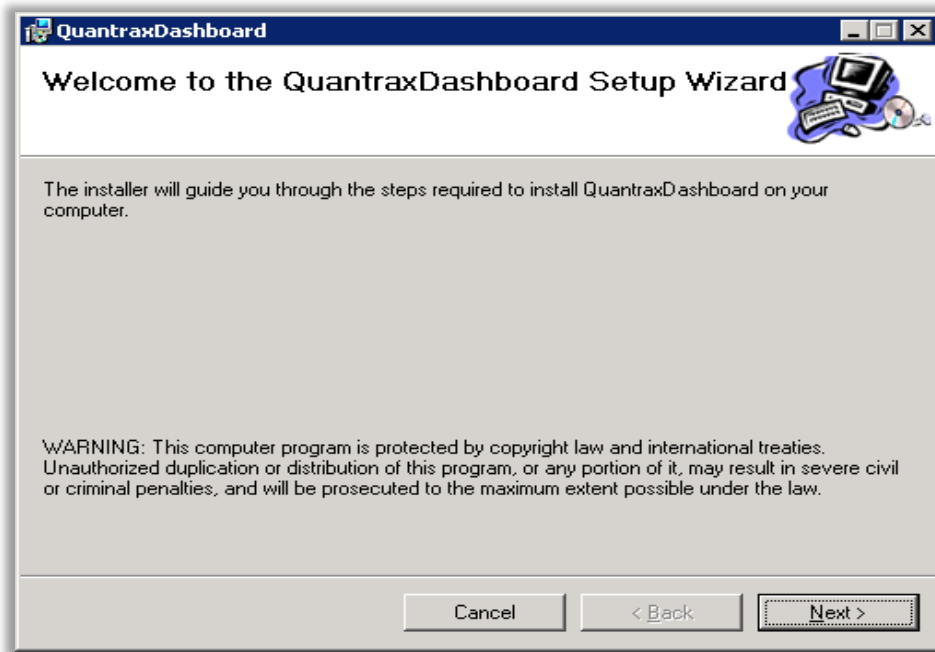 QuantraxDashboard
Welcome to the QuantraxDashboard Setup Wizard
The installer will guide you through the steps required to install QuantraxDashboard on your
computer.
WARNING: This computer program is protected by copyright law and international treaties.
Unauthorized duplication or distribution of this program, or any portion of it, may result in severe civil
or criminal penalties, and will be prosecuted to the maximum extent possible under the law.
Cancel < Back Next >